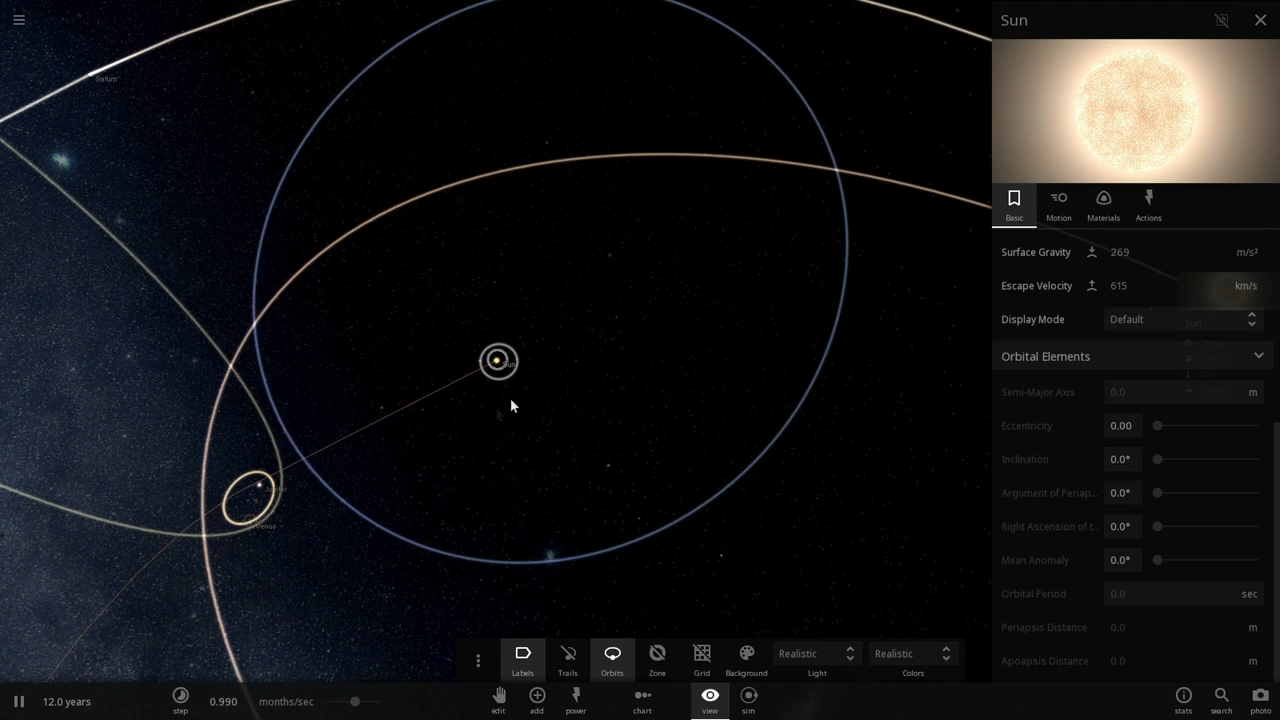 Sun
Saturn
Basic
Motion
Materials
Actions
Surface Gravity 269 m/s²
Escape Velocity 615 km/s
Display Mode Default
Sun
Sun
Orbital Elements
Semi-Major Axis 0.0 m
Eccentricity 0.00
Inclination 0.0°
Jupiter
Argument of Periap... 0.0°
Venus
Right Ascension of t... 0.0°
Mean Anomaly 0.0°
Orbital Period 0.0 sec
Periapsis Distance 0.0 m
Apoapsis Distance 0.0 m
Realistic
Realistic
Labels
Trails
Orbits
Zone
Grid
Background
Light
Colors
12.0 years
step
0.990 months/sec
edit
add
power
chart
view
sim
stats
search
photo